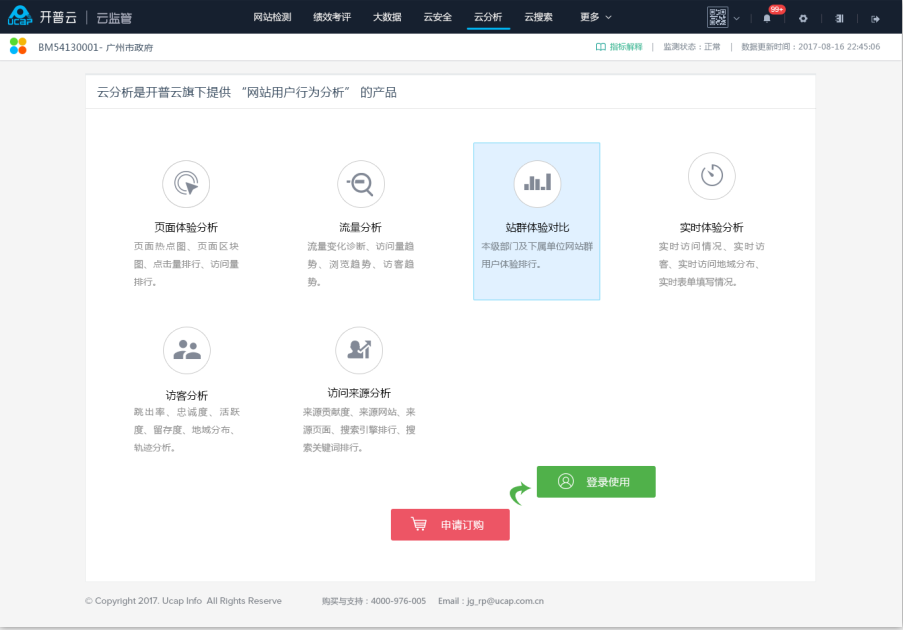 Ucap 开普云 | 云监管 网站检测 绩效考评 大数据 云安全 云分析 云搜索 更多 99+
BM54130001- 广州市政府 指标解释 | 监测状态：正常 | 数据更新时间：2017-08-16 22:45:06
云分析是开普云旗下提供 “网站用户行为分析” 的产品
页面体验分析
页面热点图、页面区块
图、点击量排行、访问量
排行。
流量分析
流量变化诊断、访问量趋
势、浏览趋势、访客趋
势。
站群体验对比
本级部门及下属单位网站群
用户体验排行。
实时体验分析
实时访问情况、实时访
客、实时访问地域分布、
实时表单填写情况。
访客分析
跳出率、忠诚度、活跃
度、留存度、地域分布、
轨迹分析。
访问来源分析
来源贡献度、来源网站、来
源页面、搜索引擎排行、搜
索关键词排行。
登录使用
申请订购
© Copyright 2017. Ucap Info All Rights Reserve 购买与支持：4000-976-005 Email：jg_rp@ucap.com.cn